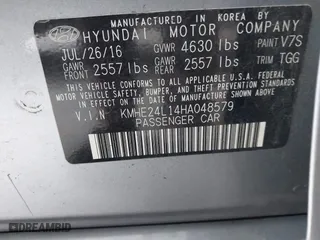 MADE IN KOREA
HYUNDAI MOTOR COMPANY
JUL/26/16 GVWR 4630 lbs PAINT V7S
GAWR FRONT 2557 lbs GAWR REAR 2557 lbs TRIM TGG
THIS VEHICLE CONFORMS TO ALL APPLICABLE
FEDERAL MOTOR VEHICLE SAFETY, BUMPER,
AND THEFT PREVENTION STANDARDS
IN EFFECT ON THE DATE OF
MANUFACTURE SHOWN ABOVE.
V.I.N KMHE24L14HA048579
PASSENGER CAR
DREAMBID